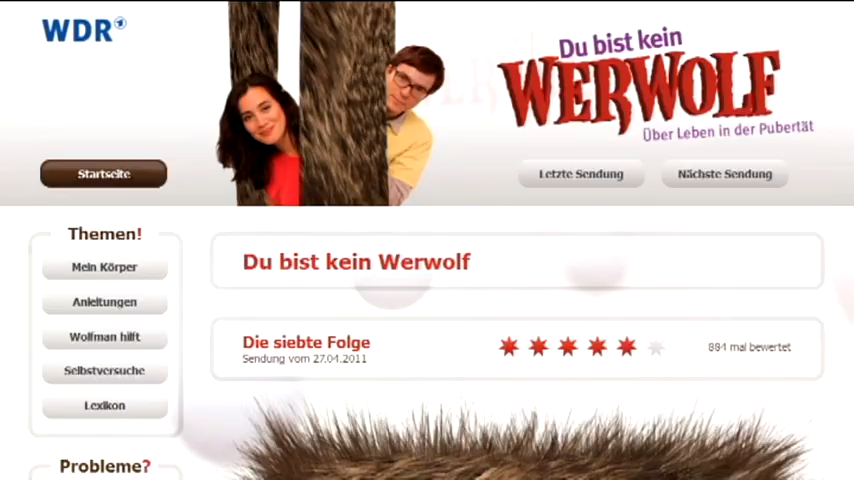 WDR
Du bist kein
WERWOLF
Über Leben in der Pubertät
Startseite
Letzte Sendung
Nächste Sendung
Themen!
Mein Körper
Anleitungen
Wolfman hilft
Selbstversuche
Lexikon
Probleme?
Du bist kein Werwolf
Die siebte Folge
Sendung vom 27.04.2011
884 mal bewertet